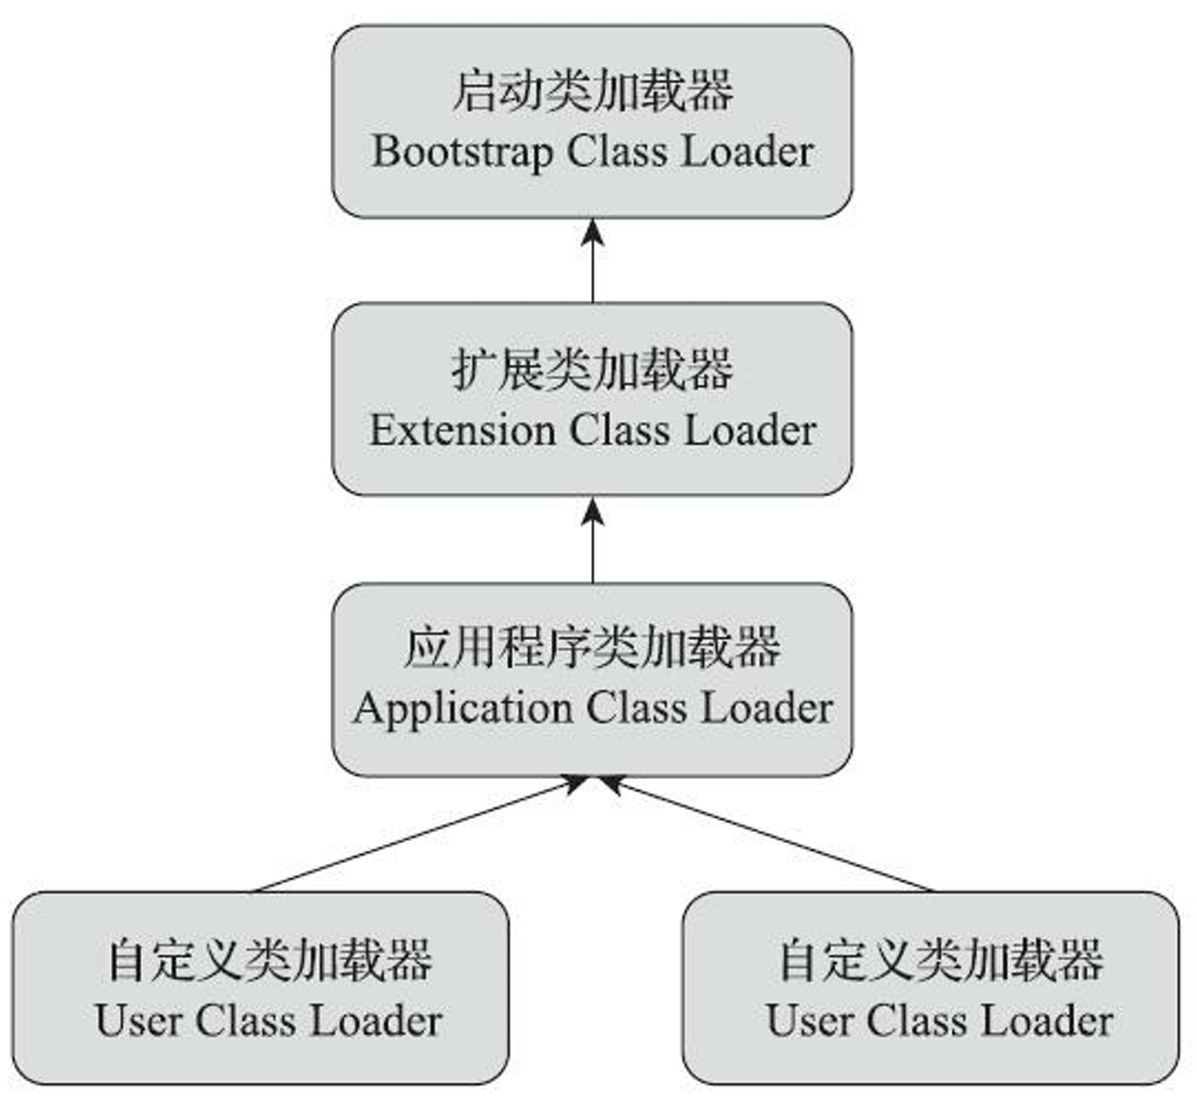 启动类加载器
Bootstrap Class Loader
扩展类加载器
Extension Class Loader
应用程序类加载器
Application Class Loader
自定义类加载器
User Class Loader
自定义类加载器
User Class Loader